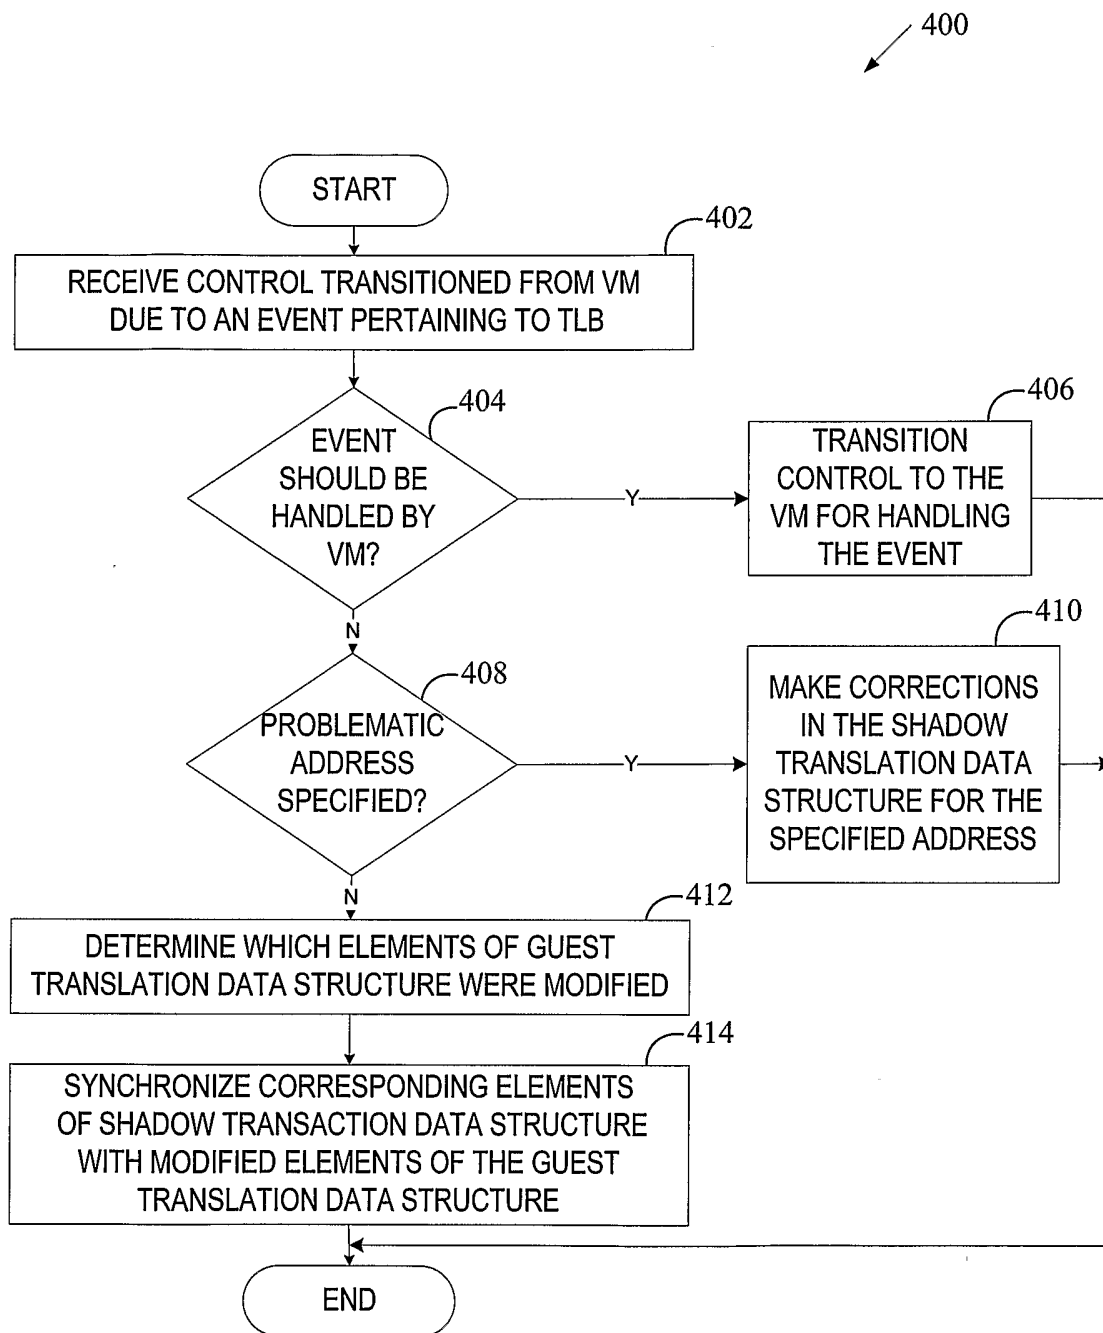 400
START
402
RECEIVE CONTROL TRANSITIONED FROM VM
DUE TO AN EVENT PERTAINING TO TLB
404
EVENT
SHOULD BE
HANDLED BY
VM?
Y
406
TRANSITION
CONTROL TO THE
VM FOR HANDLING
THE EVENT
N
408
PROBLEMATIC
ADDRESS
SPECIFIED?
Y
410
MAKE CORRECTIONS
IN THE SHADOW
TRANSLATION DATA
STRUCTURE FOR THE
SPECIFIED ADDRESS
N
412
DETERMINE WHICH ELEMENTS OF GUEST
TRANSLATION DATA STRUCTURE WERE MODIFIED
414
SYNCHRONIZE CORRESPONDING ELEMENTS
OF SHADOW TRANSACTION DATA STRUCTURE
WITH MODIFIED ELEMENTS OF THE GUEST
TRANSLATION DATA STRUCTURE
END